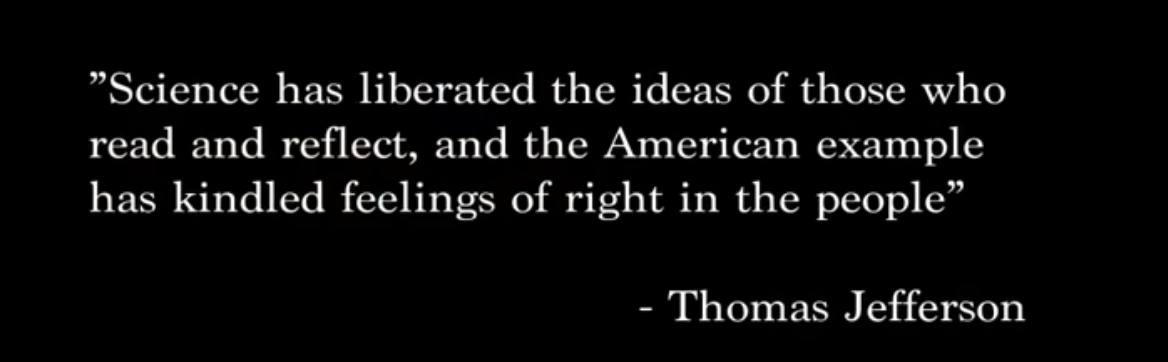 ”Science has liberated the ideas of those who
read and reflect, and the American example
has kindled feelings of right in the people”
- Thomas Jefferson